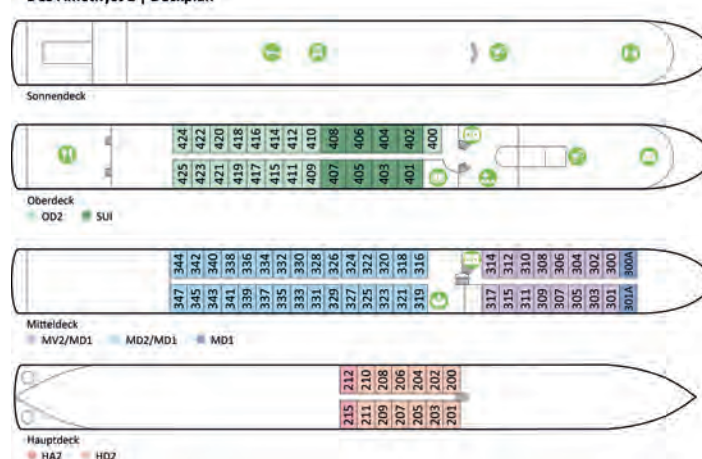 Sonnendeck
424 422 420 418 416 414 412 410 408 406 404 402 400
425 423 421 419 417 415 411 409 407 405 403 401
Oberdeck
OD2 SUI
344 342 340 338 336 334 332 330 328 326 324 322 320 318 316 314 312 310 308 306 304 302 300 300A
347 345 343 341 339 337 335 333 331 329 327 325 323 321 319 317 315 311 309 307 305 303 301 301A
Mitteldeck
MV2/MD1 MD2/MD1 MD1
212 210 208 206 204 202 200
215 211 209 207 205 203 201
Hauptdeck
HA2 HD2